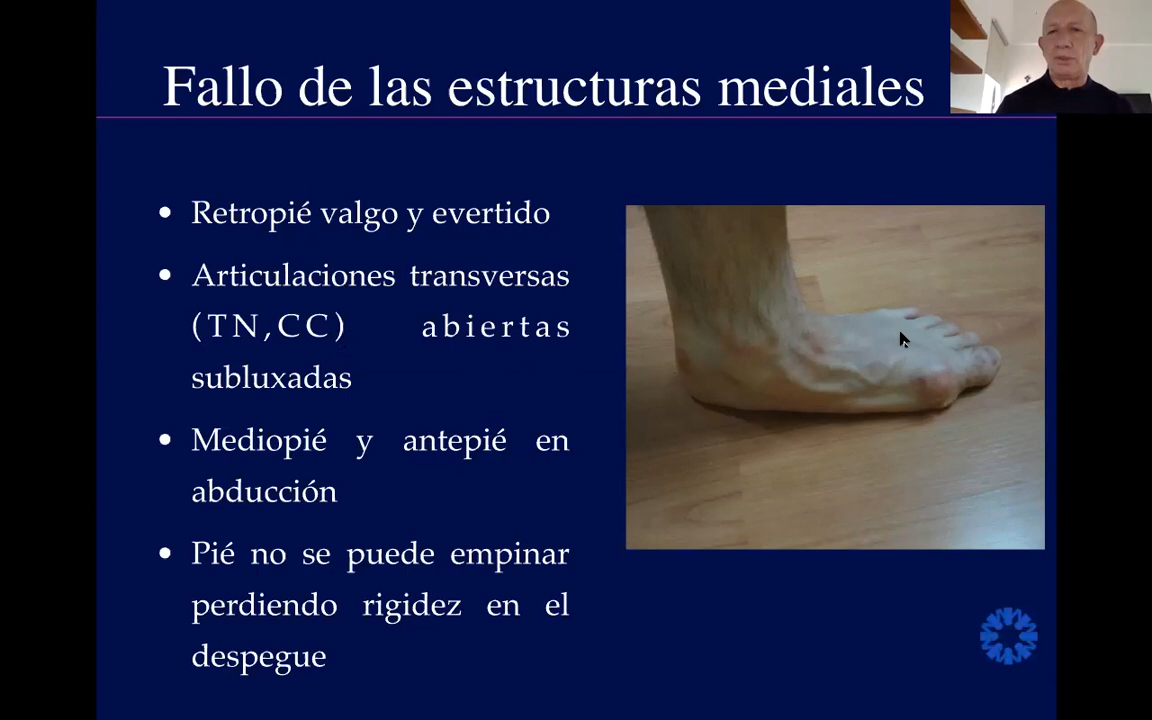 Fallo de las estructuras mediales
• Retropié valgo y evertido
• Articulaciones transversas
(TN,CC) abiertas
subluxadas
• Mediopié y antepié en
abducción
• Pié no se puede empinar
perdiendo rigidez en el
despegue